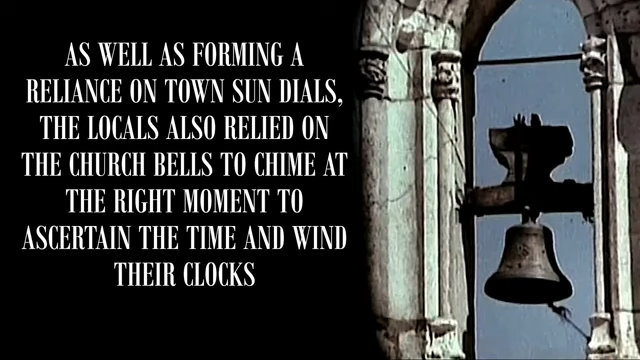 AS WELL AS FORMING A
RELIANCE ON TOWN SUN DIALS,
THE LOCALS ALSO RELIED ON
THE CHURCH BELLS TO CHIME AT
THE RIGHT MOMENT TO
ASCERTAIN THE TIME AND WIND
THEIR CLOCKS